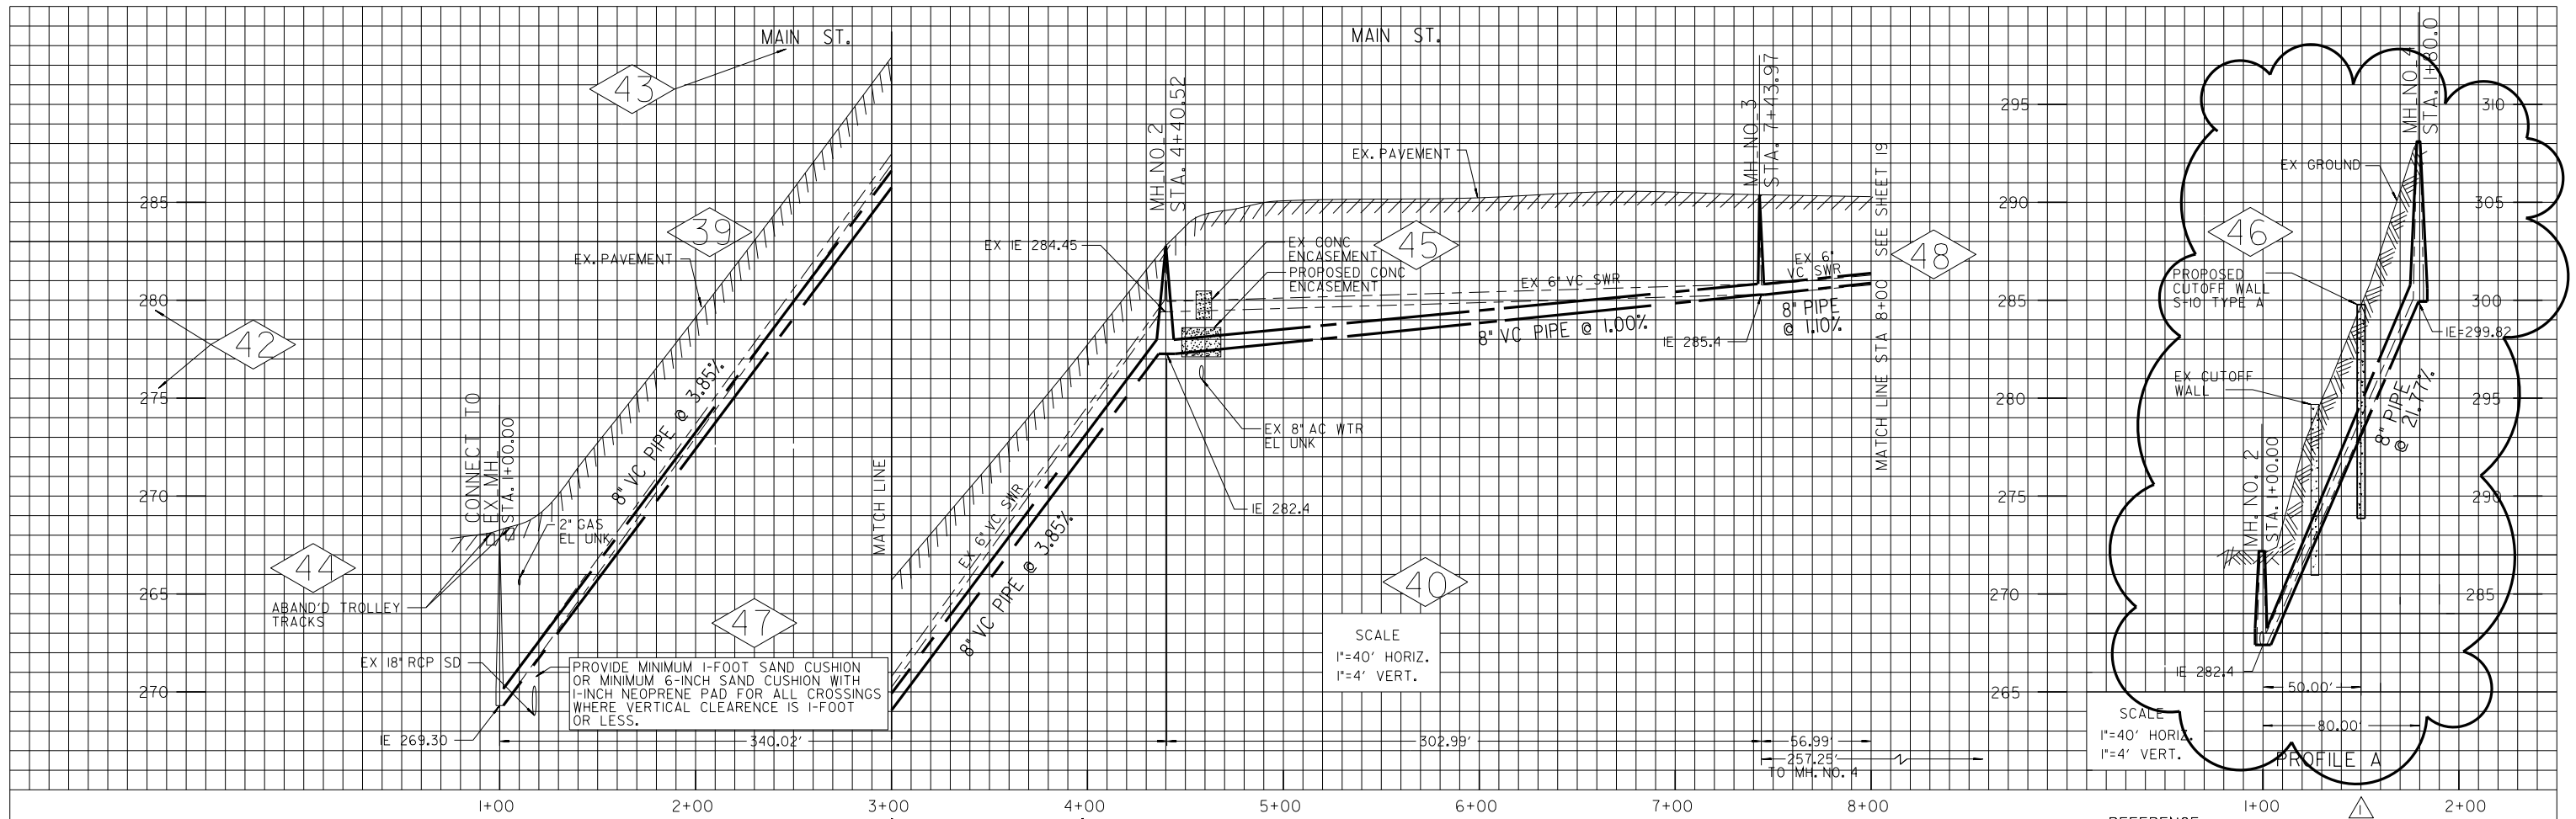 MAIN ST.
MAIN ST.
43
MH NO 2
STA. 4+40.52
MH NO 3
STA. 7+43.97
MH NO 4
STA. 1+80.0
295
310
EX. PAVEMENT
EX GROUND
285
39
290
305
EX IE 284.45
EX CONC
ENCASEMENT
45
46
48
EX. PAVEMENT
PROPOSED CONC
ENCASEMENT
EX 6" VC SWR
EX 6"
VC SWR
PROPOSED
CUTOFF WALL
S-10 TYPE A
280
285
300
42
8" VC PIPE @ 1.00%
8" PIPE
@ 1.10%
IE 285.4
IE=299.82
MATCH LINE STA 8+00 SEE SHEET 19
EX CUTOFF
WALL
275
280
295
8" VC PIPE @ 3.85%
8" PIPE
@ 21.77%
CONNECT TO
EX MH
STA. 1+00.00
EX 8" AC WTR
EL UNK
MH. NO. 2
STA. 1+00.00
270
275
290
MATCH LINE
IE 282.4
2" GAS
EL UNK
EX 6" VC SWR
8" VC PIPE @ 3.85%
44
265
270
285
40
ABAND'D TROLLEY
TRACKS
47
SCALE
1"=40' HORIZ.
1"=4' VERT.
EX 18" RCP SD
PROVIDE MINIMUM 1-FOOT SAND CUSHION
OR MINIMUM 6-INCH SAND CUSHION WITH
1-INCH NEOPRENE PAD FOR ALL CROSSINGS
WHERE VERTICAL CLEARENCE IS 1-FOOT
OR LESS.
IE 282.4
270
265
50.00'
SCALE
1"=40' HORIZ.
1"=4' VERT.
80.00'
IE 269.30
340.02'
302.99'
56.99'
257.25'
TO MH. NO. 4
PROFILE A
1+00
2+00
3+00
4+00
5+00
6+00
7+00
8+00
1+00
1
2+00
REFERENCE